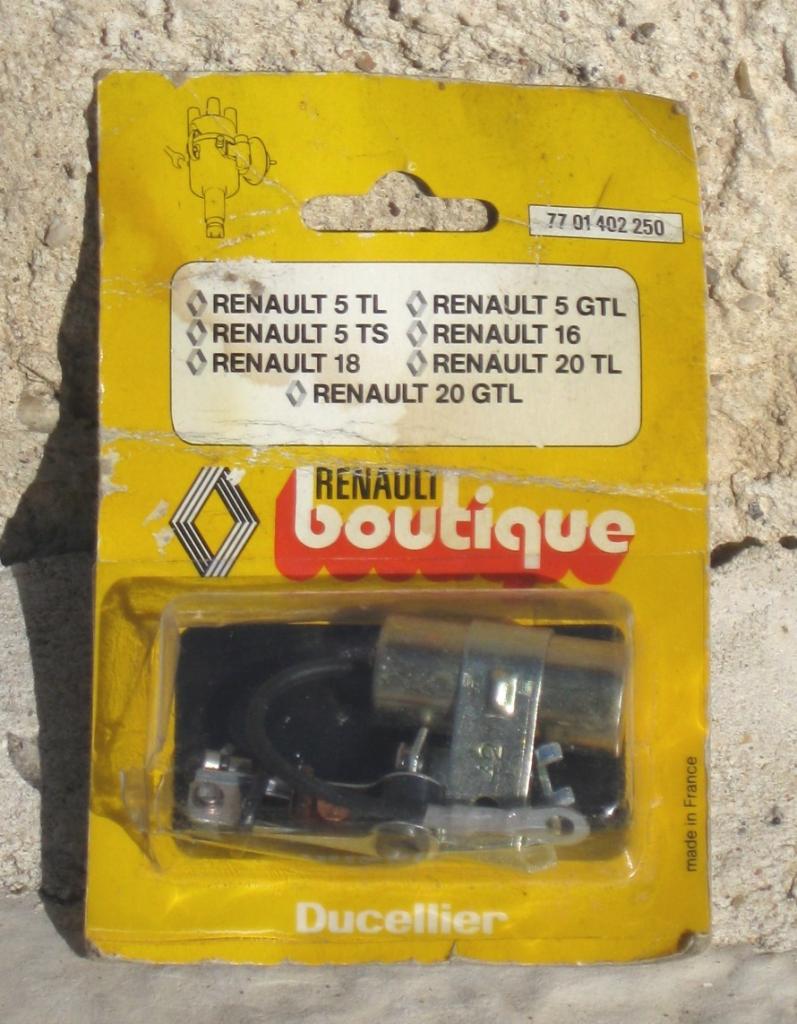 77 01 402 250
RENAULT 5 TL RENAULT 5 GTL
RENAULT 5 TS RENAULT 16
RENAULT 18 RENAULT 20 TL
RENAULT 20 GTL
RENAULT
boutique
42
made in France
Ducellier